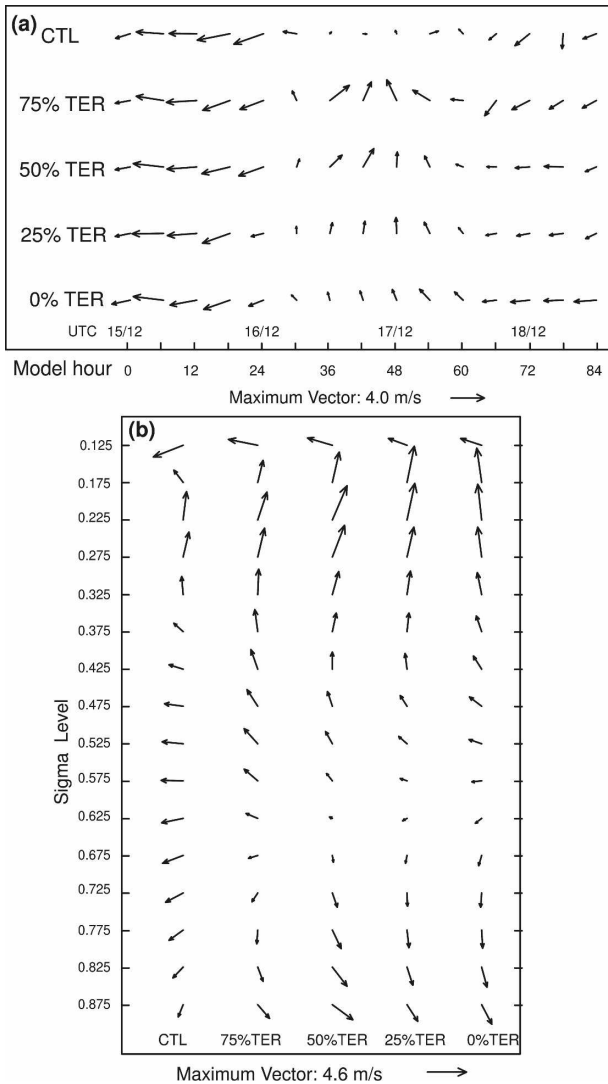 (a)
CTL
75% TER
50% TER
25% TER
0% TER
UTC 15/12 16/12 17/12 18/12
Model hour 0 12 24 36 48 60 72 84
Maximum Vector: 4.0 m/s
(b)
Sigma Level
0.125
0.175
0.225
0.275
0.325
0.375
0.425
0.475
0.525
0.575
0.625
0.675
0.725
0.775
0.825
0.875
CTL 75%TER 50%TER 25%TER 0%TER
Maximum Vector: 4.6 m/s